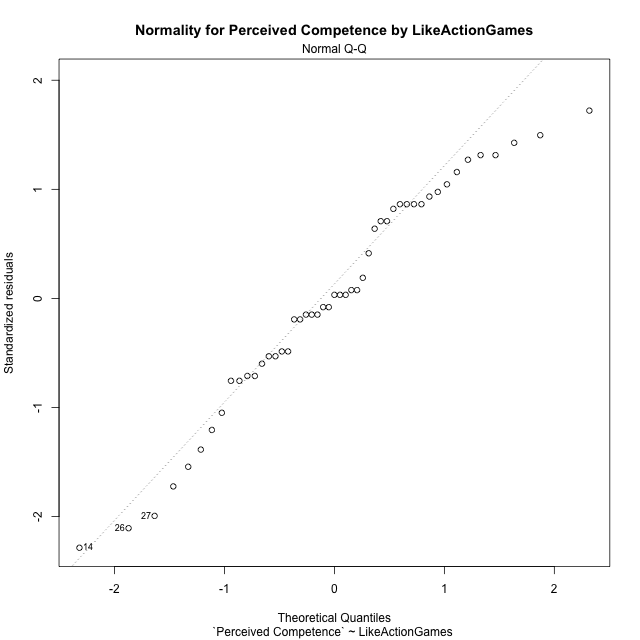 Normality for Perceived Competence by LikeActionGames
Normal Q-Q
Standardized residuals
2
1
0
-1
-2
27
26
14
-2 -1 0 1 2
Theoretical Quantiles
`Perceived Competence` ~ LikeActionGames